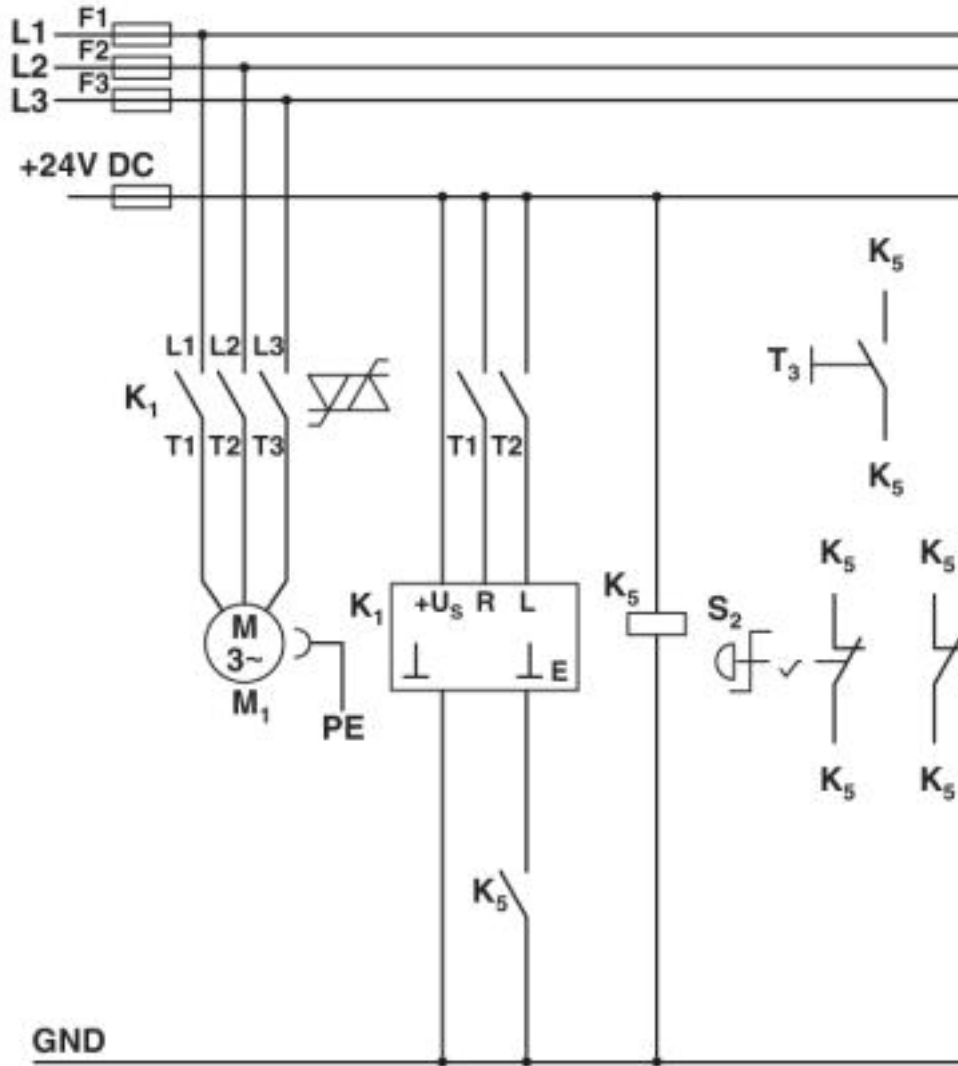 L1 F1
L2 F2
L3 F3
+24V DC
K5
L1 L2 L3
T3
K1
T1 T2 T3
T1 T2
K5
K5 K5
K1 +US R L
K5
S2
M
3~
E
M1
PE
K5 K5
K5
GND